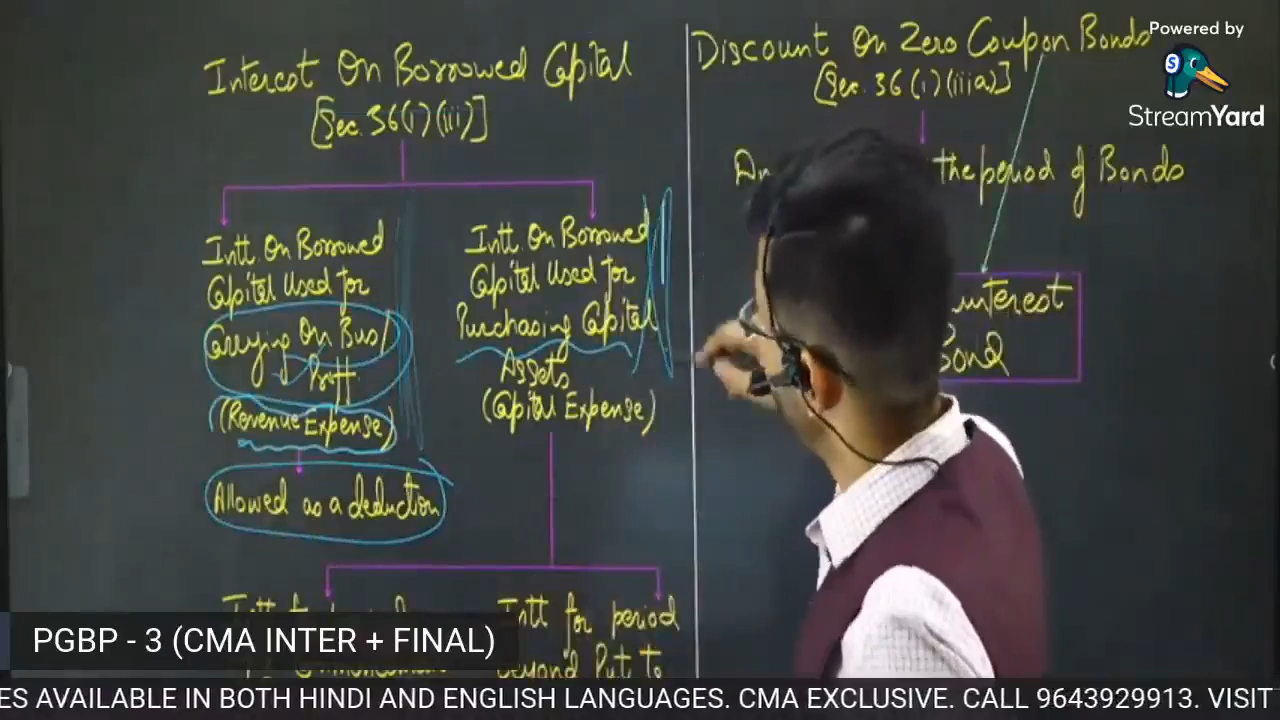 Powered by
StreamYard
Interest On Borrowed Capital
[Sec. 36(1)(iii)]
Intt. On Borrowed
Capital Used for
Carrying On Bus/
Proff.
(Revenue Expense)
Allowed as a deduction
Intt. On Borrowed
Capital Used for
Purchasing Capital
Assets
(Capital Expense)
Intt for period
beyond Put to
Discount On Zero Coupon Bonds
[Sec. 36(1)(iiia)]
the period of Bonds
interest
Bond
PGBP - 3 (CMA INTER + FINAL)
ES AVAILABLE IN BOTH HINDI AND ENGLISH LANGUAGES. CMA EXCLUSIVE. CALL 9643929913. VISIT